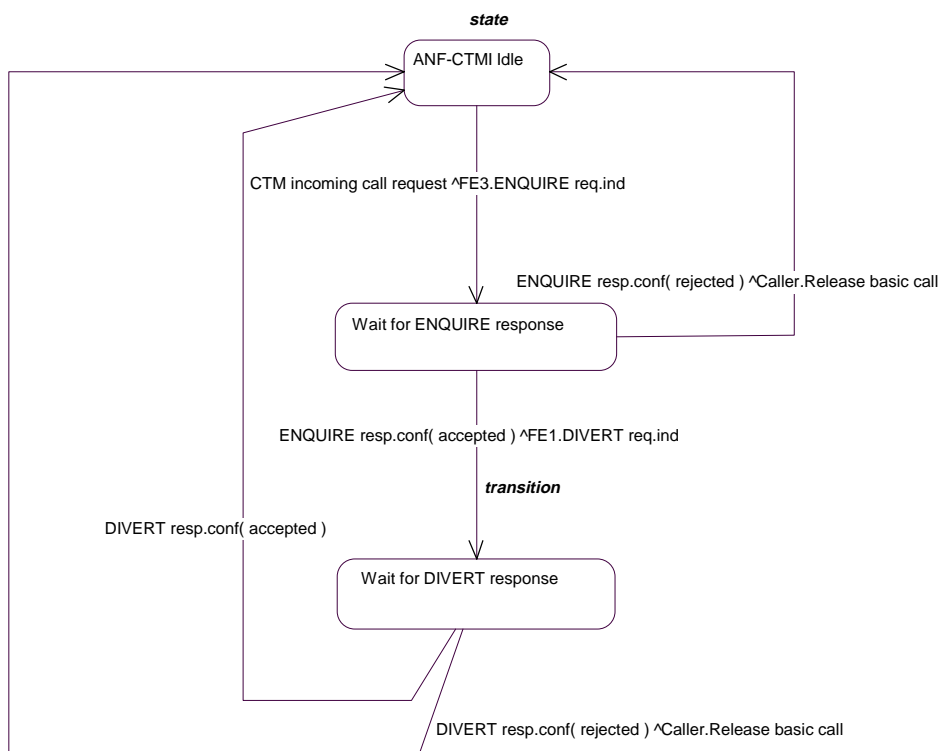 state
ANF-CTMI Idle
CTM incoming call request ^FE3.ENQUIRE req.ind
ENQUIRE resp.conf( rejected ) ^Caller.Release basic call
Wait for ENQUIRE response
ENQUIRE resp.conf( accepted ) ^FE1.DIVERT req.ind
transition
DIVERT resp.conf( accepted )
Wait for DIVERT response
DIVERT resp.conf( rejected ) ^Caller.Release basic call